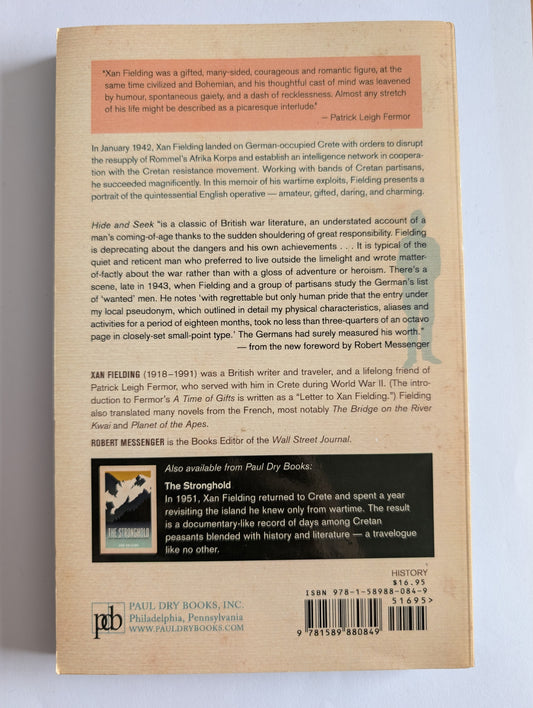 "Xan Fielding was a gifted, many-sided, courageous and romantic figure, at the
same time civilized and Bohemian, and his thoughtful cast of mind was leavened
by humour, spontaneous gaiety, and a dash of recklessness. Almost any stretch
of his life might be described as a picaresque interlude."
— Patrick Leigh Fermor
In January 1942, Xan Fielding landed on German-occupied Crete with orders to disrupt
the resupply of Rommel's Afrika Korps and establish an intelligence network in coopera-
tion with the Cretan resistance movement. Working with bands of Cretan partisans,
he succeeded magnificently. In this memoir of his wartime exploits, Fielding presents a
portrait of the quintessential English operative — amateur, gifted, daring, and charming.
Hide and Seek "is a classic of British war literature, an understated account of a
man's coming-of-age thanks to the sudden shouldering of great responsibility. Fielding
is deprecating about the dangers and his own achievements . . . It is typical of the
quiet and reticent man who preferred to live outside the limelight and wrote matter-
of-factly about the war rather than with a gloss of adventure or heroism. There's a
scene, late in 1943, when Fielding and a group of partisans study the German's list
of 'wanted' men. He notes 'with regrettable but only human pride that the entry under
my local pseudonym, which outlined in detail my physical characteristics, aliases and
activities for a period of eighteen months, took no less than three-quarters of an octavo
page in closely-set small-point type.' The Germans had surely measured his worth."
— from the new foreword by Robert Messenger
XAN FIELDING (1918–1991) was a British writer and traveler, and a lifelong friend of
Patrick Leigh Fermor, who served with him in Crete during World War II. (The intro-
duction to Fermor's A Time of Gifts is written as a "Letter to Xan Fielding.") Fielding
also translated many novels from the French, most notably The Bridge on the River
Kwai and Planet of the Apes.
ROBERT MESSENGER is the Books Editor of the Wall Street Journal.
Also available from Paul Dry Books:
The Stronghold
In 1951, Xan Fielding returned to Crete and spent a year
revisiting the island he knew only from wartime. The result
is a documentary-like record of days among Cretan
peasants blended with history and literature — a travelogue
like no other.
THE STRONGHOLD
XAN FIELDING
HISTORY
$16.95
ISBN 978-1-58988-084-9
51695>
9 781589 880849
pdb
PAUL DRY BOOKS, INC.
Philadelphia, Pennsylvania
WWW.PAULDRYBOOKS.COM